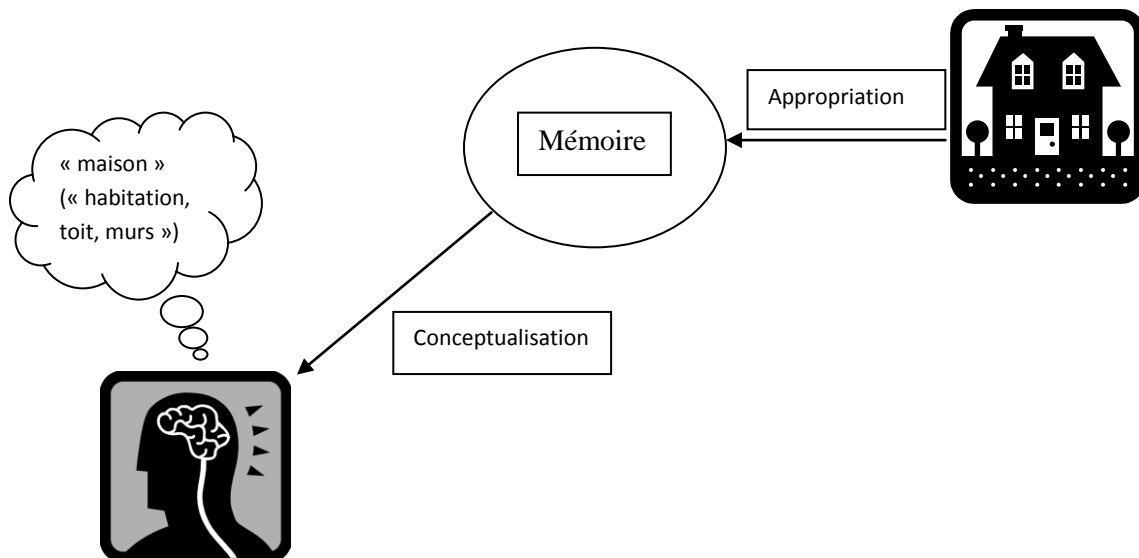 Appropriation
Mémoire
« maison »
(« habitation,
toit, murs »)
Conceptualisation